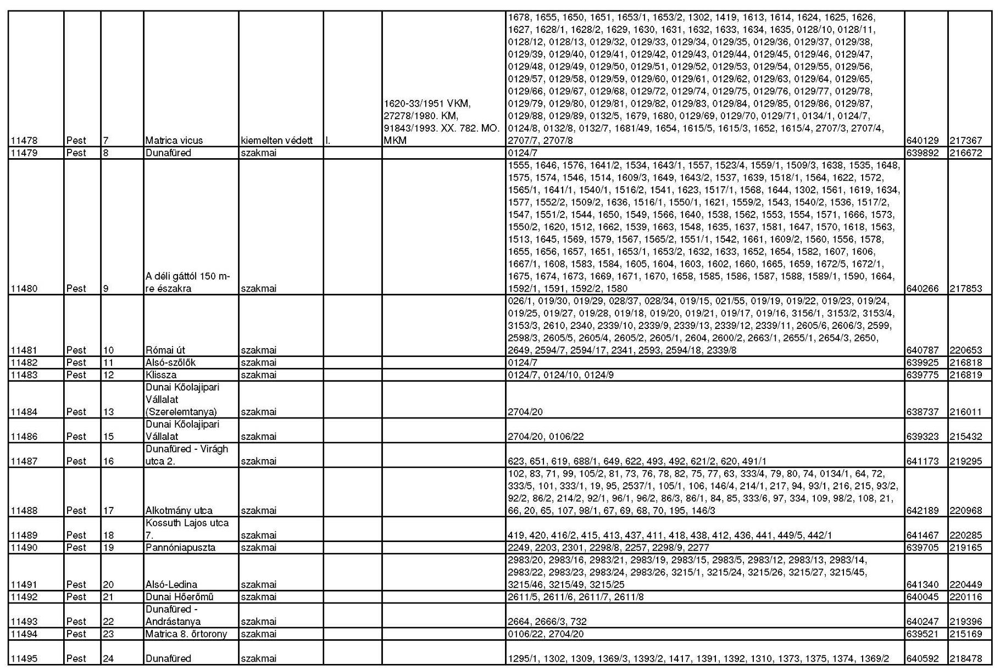 1678, 1655, 1650, 1651, 1653/1, 1653/2, 1302, 1419, 1613, 1614, 1624, 1625, 1626,
1627, 1628/1, 1628/2, 1629, 1630, 1631, 1632, 1633, 1634, 1635, 0128/10, 0128/11,
0128/12, 0128/13, 0129/32, 0129/33, 0129/34, 0129/35, 0129/36, 0129/37, 0129/38,
0129/39, 0129/40, 0129/41, 0129/42, 0129/43, 0129/44, 0129/45, 0129/46, 0129/47,
0129/48, 0129/49, 0129/50, 0129/51, 0129/52, 0129/53, 0129/54, 0129/55, 0129/56,
0129/57, 0129/58, 0129/59, 0129/60, 0129/61, 0129/62, 0129/63, 0129/64, 0129/65,
0129/66, 0129/67, 0129/68, 0129/72, 0129/74, 0129/75, 0129/76, 0129/77, 0129/78,
1620-33/1951 VKM, 0129/79, 0129/80, 0129/81, 0129/82, 0129/83, 0129/84, 0129/85, 0129/86, 0129/87,
27278/1980. KM, 0129/88, 0129/89, 0132/5, 1679, 1680, 0129/69, 0129/70, 0129/71, 0134/1, 0124/7,
91843/1993. XX. 782. MO. 0124/8, 0132/8, 0132/7, 1681/49, 1654, 1615/5, 1615/3, 1652, 1615/4, 2707/3, 2707/4,
11478 Pest 7 Matrica vicus kiemelten védett I. MKM 2707/7, 2707/8 640129 217367
11479 Pest 8 Dunafüred szakmai 0124/7 639892 216672
1555, 1646, 1576, 1641/2, 1534, 1643/1, 1557, 1523/4, 1559/1, 1509/3, 1638, 1535, 1648,
1575, 1574, 1546, 1514, 1609/3, 1649, 1643/2, 1537, 1639, 1518/1, 1564, 1622, 1572,
1565/1, 1641/1, 1540/1, 1516/2, 1541, 1623, 1517/1, 1568, 1644, 1302, 1561, 1619, 1634,
1577, 1552/2, 1509/2, 1636, 1516/1, 1550/1, 1621, 1559/2, 1543, 1540/2, 1536, 1517/2,
1547, 1551/2, 1544, 1650, 1549, 1566, 1640, 1538, 1562, 1553, 1554, 1571, 1666, 1573,
1550/2, 1620, 1512, 1662, 1539, 1663, 1548, 1635, 1637, 1581, 1647, 1570, 1618, 1563,
1513, 1645, 1569, 1579, 1567, 1565/2, 1551/1, 1542, 1661, 1609/2, 1560, 1556, 1578,
1655, 1656, 1657, 1651, 1653/1, 1653/2, 1632, 1633, 1652, 1654, 1582, 1607, 1606,
1667/1, 1608, 1583, 1584, 1605, 1604, 1603, 1602, 1660, 1665, 1659, 1672/5, 1672/1,
A déli gáttól 150 m- 1675, 1674, 1673, 1669, 1671, 1670, 1658, 1585, 1586, 1587, 1588, 1589/1, 1590, 1664,
11480 Pest 9 re északra szakmai 1592/1, 1591, 1592/2, 1580 640266 217853
026/1, 019/30, 019/29, 028/37, 028/34, 019/15, 021/55, 019/19, 019/22, 019/23, 019/24,
019/25, 019/27, 019/28, 019/18, 019/20, 019/21, 019/17, 019/16, 3156/1, 3153/2, 3153/4,
3153/3, 2610, 2340, 2339/10, 2339/9, 2339/13, 2339/12, 2339/11, 2605/6, 2606/3, 2599,
2598/3, 2605/5, 2605/4, 2605/2, 2605/1, 2604, 2600/2, 2663/1, 2655/1, 2654/3, 2650,
11481 Pest 10 Római út szakmai 2649, 2594/7, 2594/17, 2341, 2593, 2594/18, 2339/8 640787 220653
11482 Pest 11 Alsó-szőlők szakmai 0124/7 639925 216818
11483 Pest 12 Klissza szakmai 0124/7, 0124/10, 0124/9 639775 216819
Dunai Kőolajipari
Vállalat
11484 Pest 13 (Szerelemtanya) szakmai 2704/20 638737 216011
Dunai Kőolajipari
11486 Pest 15 Vállalat szakmai 2704/20, 0106/22 639323 215432
Dunafüred - Virágh
11487 Pest 16 utca 2. szakmai 623, 651, 619, 688/1, 649, 622, 493, 492, 621/2, 620, 491/1 641173 219295
102, 83, 71, 99, 105/2, 81, 73, 76, 78, 82, 75, 77, 63, 333/4, 79, 80, 74, 0134/1, 64, 72,
333/5, 101, 333/1, 19, 95, 2537/1, 105/1, 106, 146/4, 214/1, 217, 94, 93/1, 216, 215, 93/2,
92/2, 86/2, 214/2, 92/1, 96/1, 96/2, 86/3, 86/1, 84, 85, 333/6, 97, 334, 109, 98/2, 108, 21,
11488 Pest 17 Alkotmány utca szakmai 66, 20, 65, 107, 98/1, 67, 69, 68, 70, 195, 146/3 642189 220968
Kossuth Lajos utca
11489 Pest 18 7. szakmai 419, 420, 416/2, 415, 413, 437, 411, 418, 438, 412, 436, 441, 449/5, 442/1 641467 220285
11490 Pest 19 Pannóniapuszta szakmai 2249, 2203, 2301, 2298/8, 2257, 2298/9, 2277 639705 219165
2983/20, 2983/16, 2983/21, 2983/19, 2983/15, 2983/5, 2983/12, 2983/13, 2983/14,
2983/22, 2983/23, 2983/24, 2983/26, 3215/1, 3215/24, 3215/26, 3215/27, 3215/45,
11491 Pest 20 Alsó-Ledina szakmai 3215/46, 3215/49, 3215/25 641340 220449
11492 Pest 21 Dunai Hőerőmű szakmai 2611/5, 2611/6, 2611/7, 2611/8 640045 220116
Dunafüred -
11493 Pest 22 Andrástanya szakmai 2664, 2666/3, 732 640247 219396
11494 Pest 23 Matrica 8. őrtorony szakmai 0106/22, 2704/20 639521 215169
11495 Pest 24 Dunafüred szakmai 1295/1, 1302, 1309, 1369/3, 1393/2, 1417, 1391, 1392, 1310, 1373, 1375, 1374, 1369/2 640592 218478